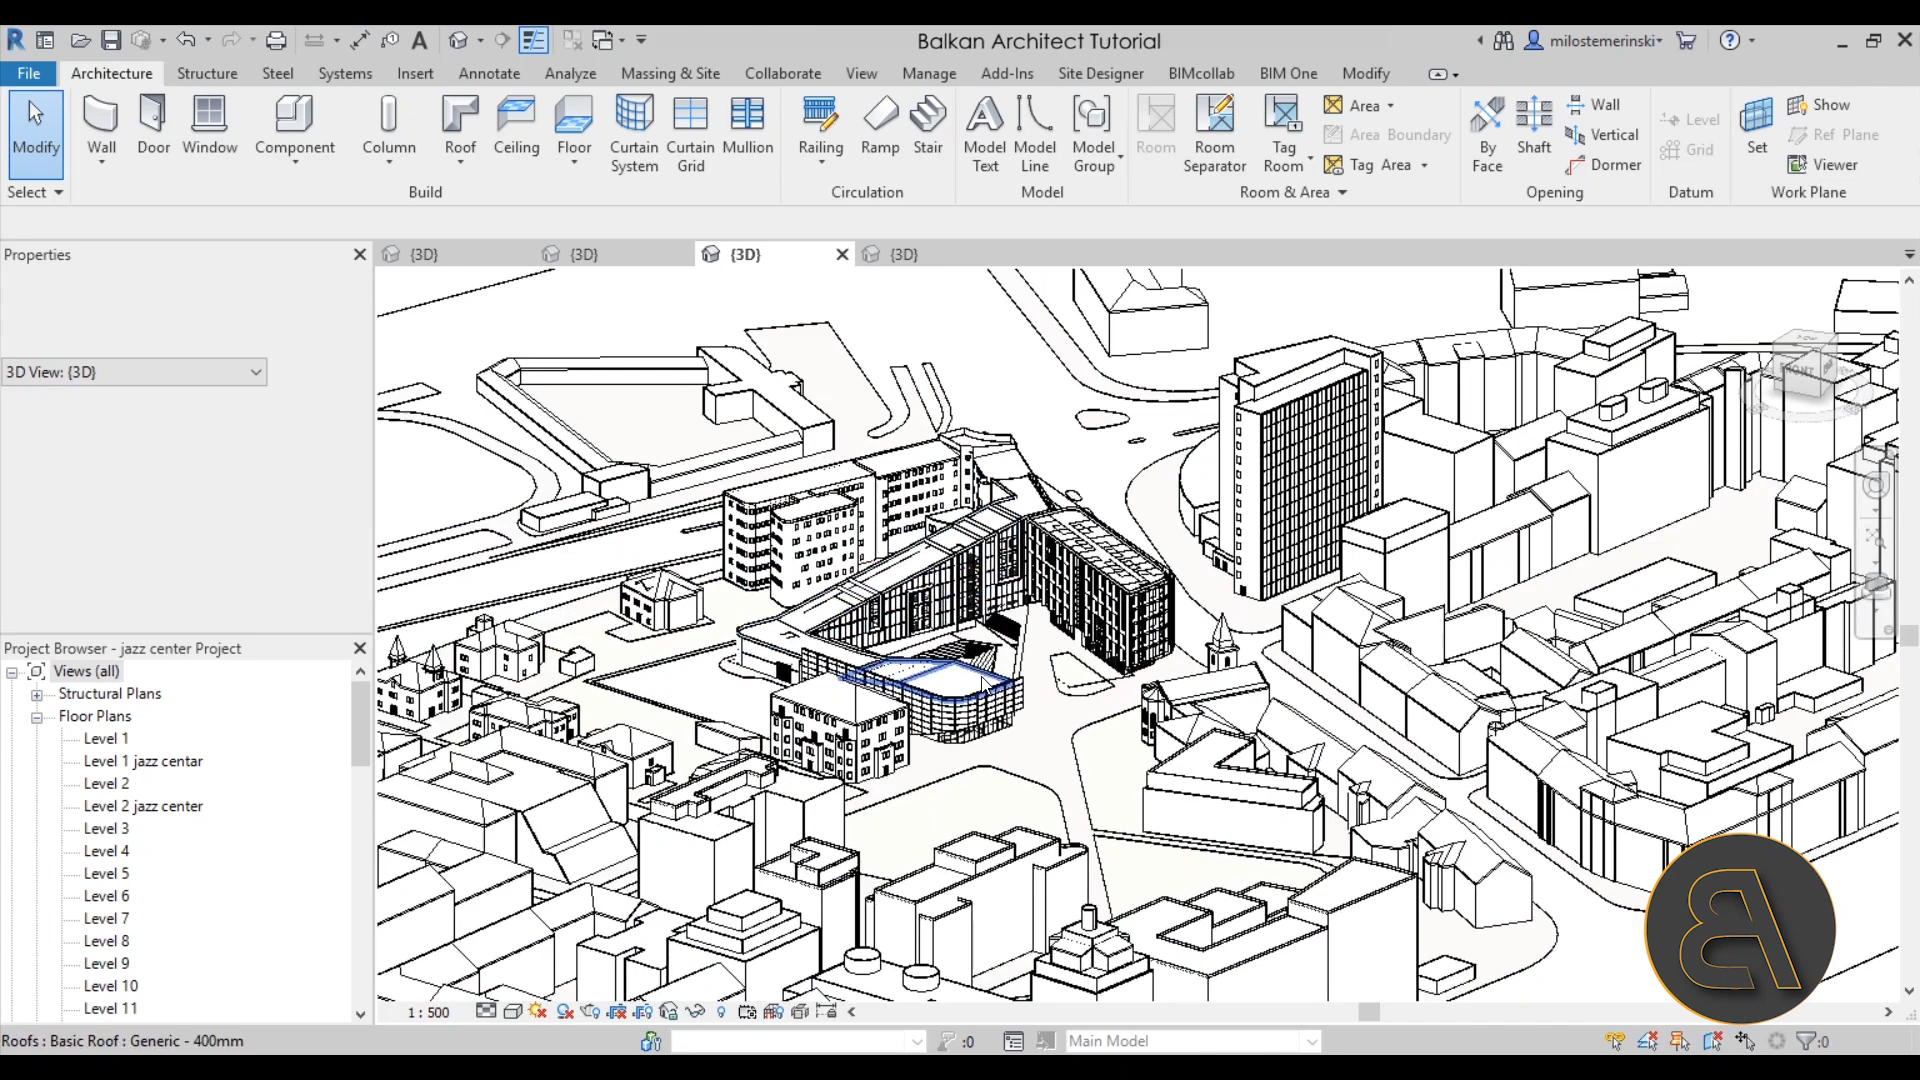 Balkan Architect Tutorial
milostemerinski
File Architecture Structure Steel Systems Insert Annotate Analyze Massing & Site Collaborate View Manage Add-Ins Site Designer BIMcollab BIM One Modify
Modify Wall Door Window Component Column Roof Ceiling Floor Curtain System Curtain Grid Mullion Railing Ramp Stair Model Text Model Line Model Group Room Room Separator Tag Room Area Area Boundary Tag Area By Face Shaft Wall Vertical Dormer Level Grid Set Show Ref Plane Viewer
Select Build Circulation Model Room & Area Opening Datum Work Plane
Properties
{3D} {3D} {3D} {3D}
3D View: {3D}
FRONT
Project Browser - jazz center Project
Views (all)
Structural Plans
Floor Plans
Level 1
Level 1 jazz centar
Level 2
Level 2 jazz center
Level 3
Level 4
Level 5
Level 6
Level 7
Level 8
Level 9
Level 10
Level 11
1 : 500
Roofs : Basic Roof : Generic - 400mm
:0
Main Model
:0